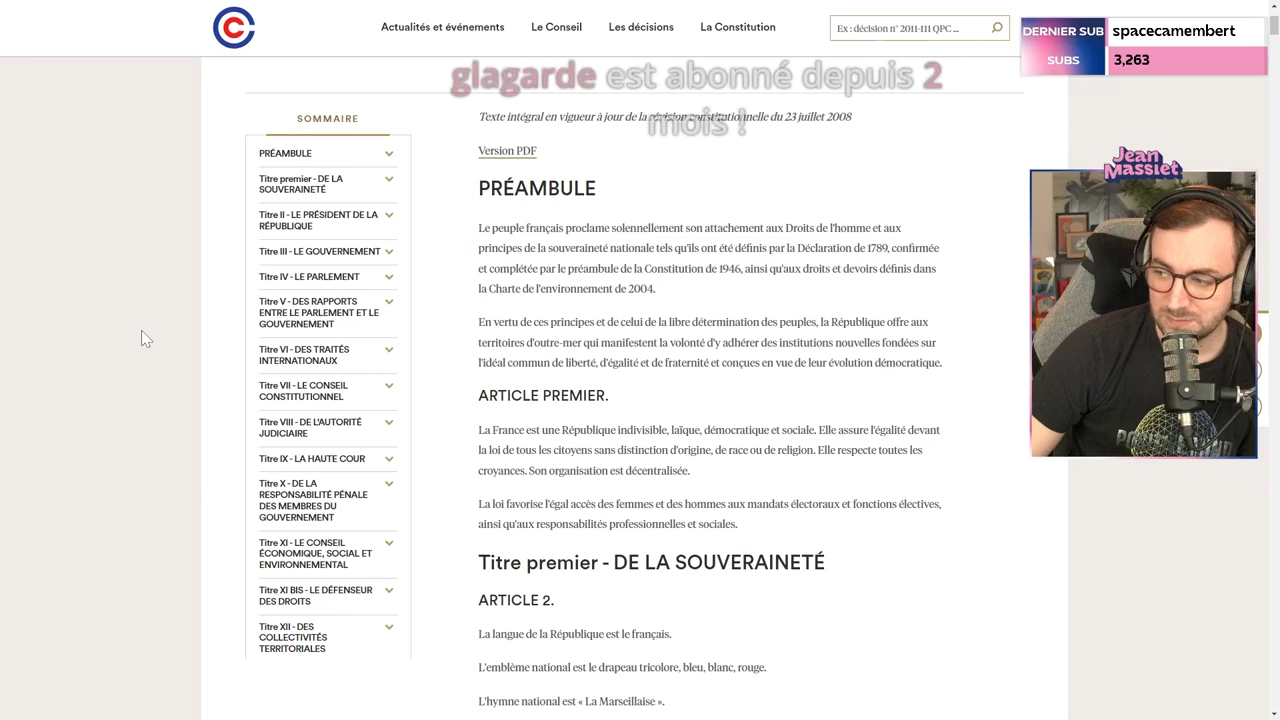 Actualités et événements
Le Conseil
Les décisions
La Constitution
Ex : décision n° 2011-111 QPC ...
DERNIER SUB
spacecamembert
SUBS
3,263
glagarde est abonné depuis 2
mois !
SOMMAIRE
PRÉAMBULE
Titre premier - DE LA
SOUVERAINETÉ
Titre II - LE PRÉSIDENT DE LA
RÉPUBLIQUE
Titre III - LE GOUVERNEMENT
Titre IV - LE PARLEMENT
Titre V - DES RAPPORTS
ENTRE LE PARLEMENT ET LE
GOUVERNEMENT
Titre VI - DES TRAITÉS
INTERNATIONAUX
Titre VII - LE CONSEIL
CONSTITUTIONNEL
Titre VIII - DE L'AUTORITÉ
JUDICIAIRE
Titre IX - LA HAUTE COUR
Titre X - DE LA
RESPONSABILITÉ PÉNALE
DES MEMBRES DU
GOUVERNEMENT
Titre XI - LE CONSEIL
ÉCONOMIQUE, SOCIAL ET
ENVIRONNEMENTAL
Titre XI BIS - LE DÉFENSEUR
DES DROITS
Titre XII - DES
COLLECTIVITÉS
TERRITORIALES
Texte intégral en vigueur à jour de la révision constitutionnelle du 23 juillet 2008
Version PDF
PRÉAMBULE
Le peuple français proclame solennellement son attachement aux Droits de l'homme et aux
principes de la souveraineté nationale tels qu'ils ont été définis par la Déclaration de 1789, confirmée
et complétée par le préambule de la Constitution de 1946, ainsi qu'aux droits et devoirs définis dans
la Charte de l'environnement de 2004.
En vertu de ces principes et de celui de la libre détermination des peuples, la République offre aux
territoires d'outre-mer qui manifestent la volonté d'y adhérer des institutions nouvelles fondées sur
l'idéal commun de liberté, d'égalité et de fraternité et conçues en vue de leur évolution démocratique.
ARTICLE PREMIER.
La France est une République indivisible, laïque, démocratique et sociale. Elle assure l'égalité devant
la loi de tous les citoyens sans distinction d'origine, de race ou de religion. Elle respecte toutes les
croyances. Son organisation est décentralisée.
La loi favorise l'égal accès des femmes et des hommes aux mandats électoraux et fonctions électives,
ainsi qu'aux responsabilités professionnelles et sociales.
Titre premier - DE LA SOUVERAINETÉ
ARTICLE 2.
La langue de la République est le français.
L'emblème national est le drapeau tricolore, bleu, blanc, rouge.
L'hymne national est « La Marseillaise ».
Jean
Massiet